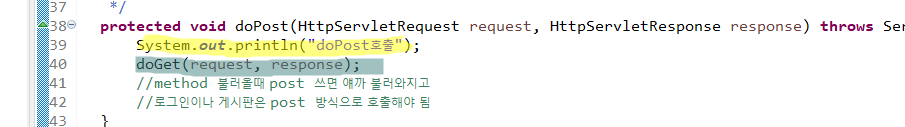 37 */
38 protected void doPost(HttpServletRequest request, HttpServletResponse response) throws Ser
39 System.out.println("doPost호출");
40 doGet(request, response);
41 //method 불러올때 post 쓰면 얘까 불러와지고
42 //로그인이나 게시판은 post 방식으로 호출해야 됨
43 }